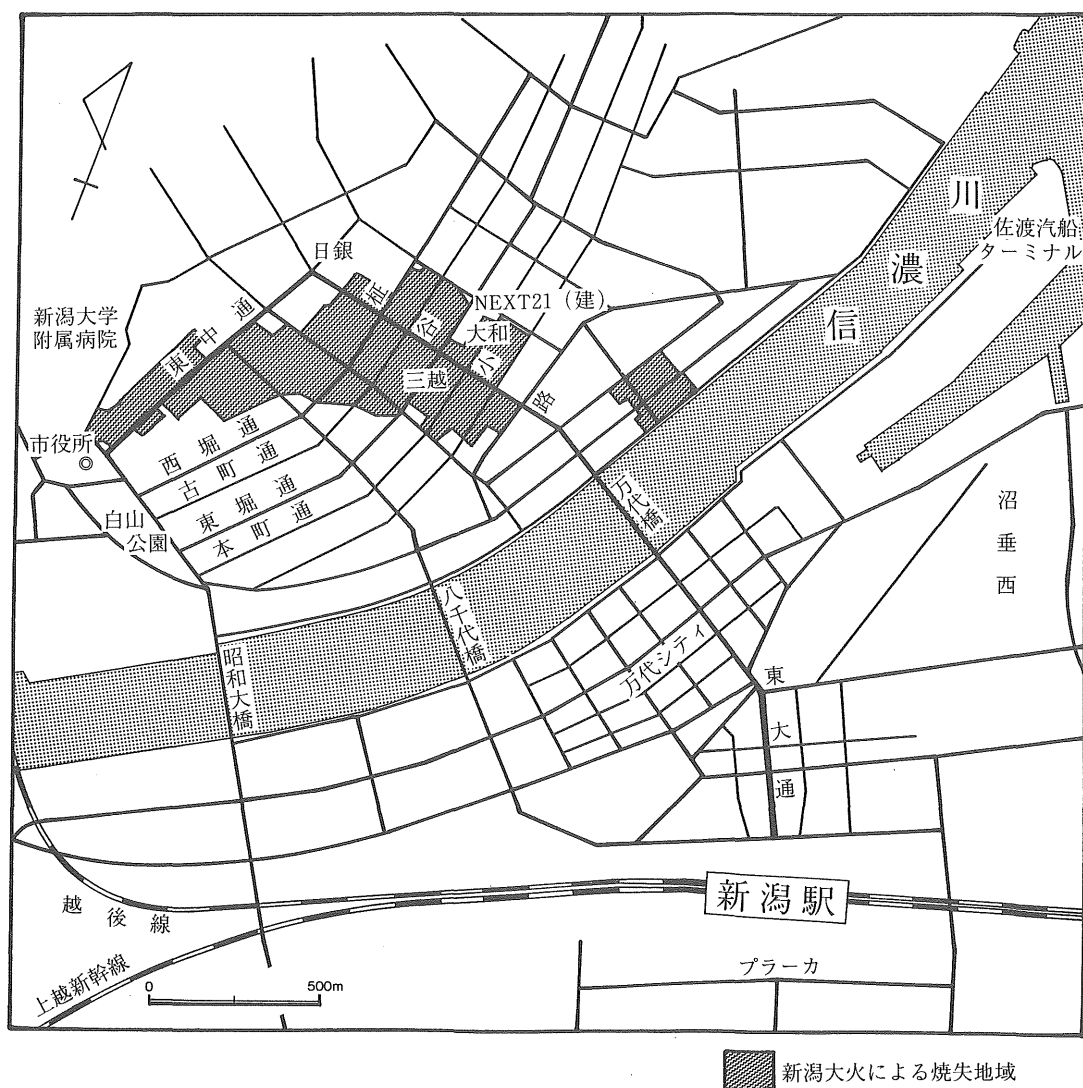 日銀
新潟大学
附属病院
東中通
柾谷小路
NEXT21（建）
大和
三越
市役所
白山
公園
西堀通
古町通
東堀通
本町通
信濃川
佐渡汽船
ターミナル
万代橋
八千代橋
昭和大橋
万代シティ
沼垂西
東大通
新潟駅
越後線
上越新幹線
プラーカ
0 500m
新潟大火による焼失地域